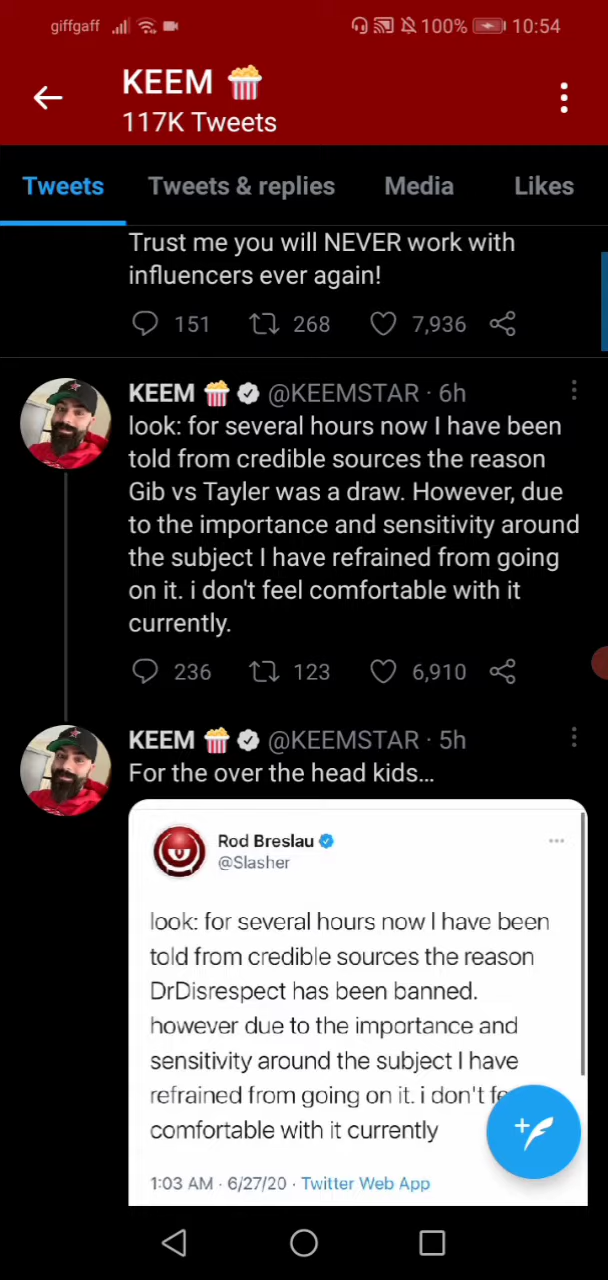 giffgaff 100% 10:54
KEEM 🍿
117K Tweets
Tweets Tweets & replies Media Likes
Trust me you will NEVER work with
influencers ever again!
151 268 7,936
KEEM 🍿 @KEEMSTAR · 6h
look: for several hours now I have been
told from credible sources the reason
Gib vs Tayler was a draw. However, due
to the importance and sensitivity around
the subject I have refrained from going
on it. i don't feel comfortable with it
currently.
236 123 6,910
KEEM 🍿 @KEEMSTAR · 5h
For the over the head kids...
Rod Breslau
@Slasher
look: for several hours now I have been
told from credible sources the reason
DrDisrespect has been banned.
however due to the importance and
sensitivity around the subject I have
refrained from going on it. i don't fe
comfortable with it currently
1:03 AM · 6/27/20 · Twitter Web App